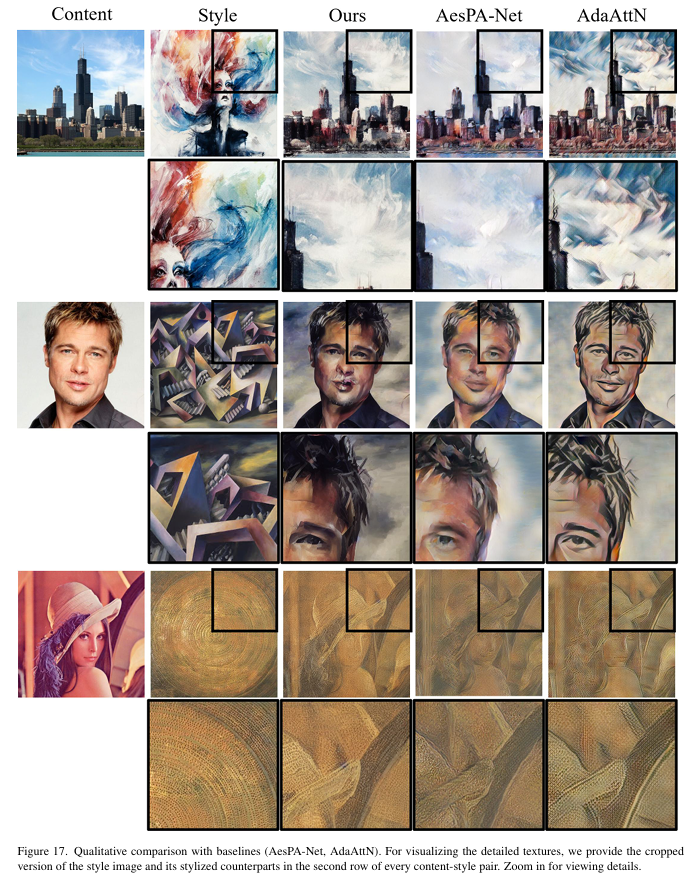 Content Style Ours AesPA-Net AdaAttN
Figure 17. Qualitative comparison with baselines (AesPA-Net, AdaAttN). For visualizing the detailed textures, we provide the cropped
version of the style image and its stylized counterparts in the second row of every content-style pair. Zoom in for viewing details.